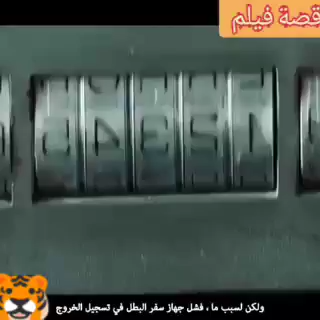 قصة فيلم
ولكن لسبب ما ، فشل جهاز سفر البطل في تسجيل الخروج